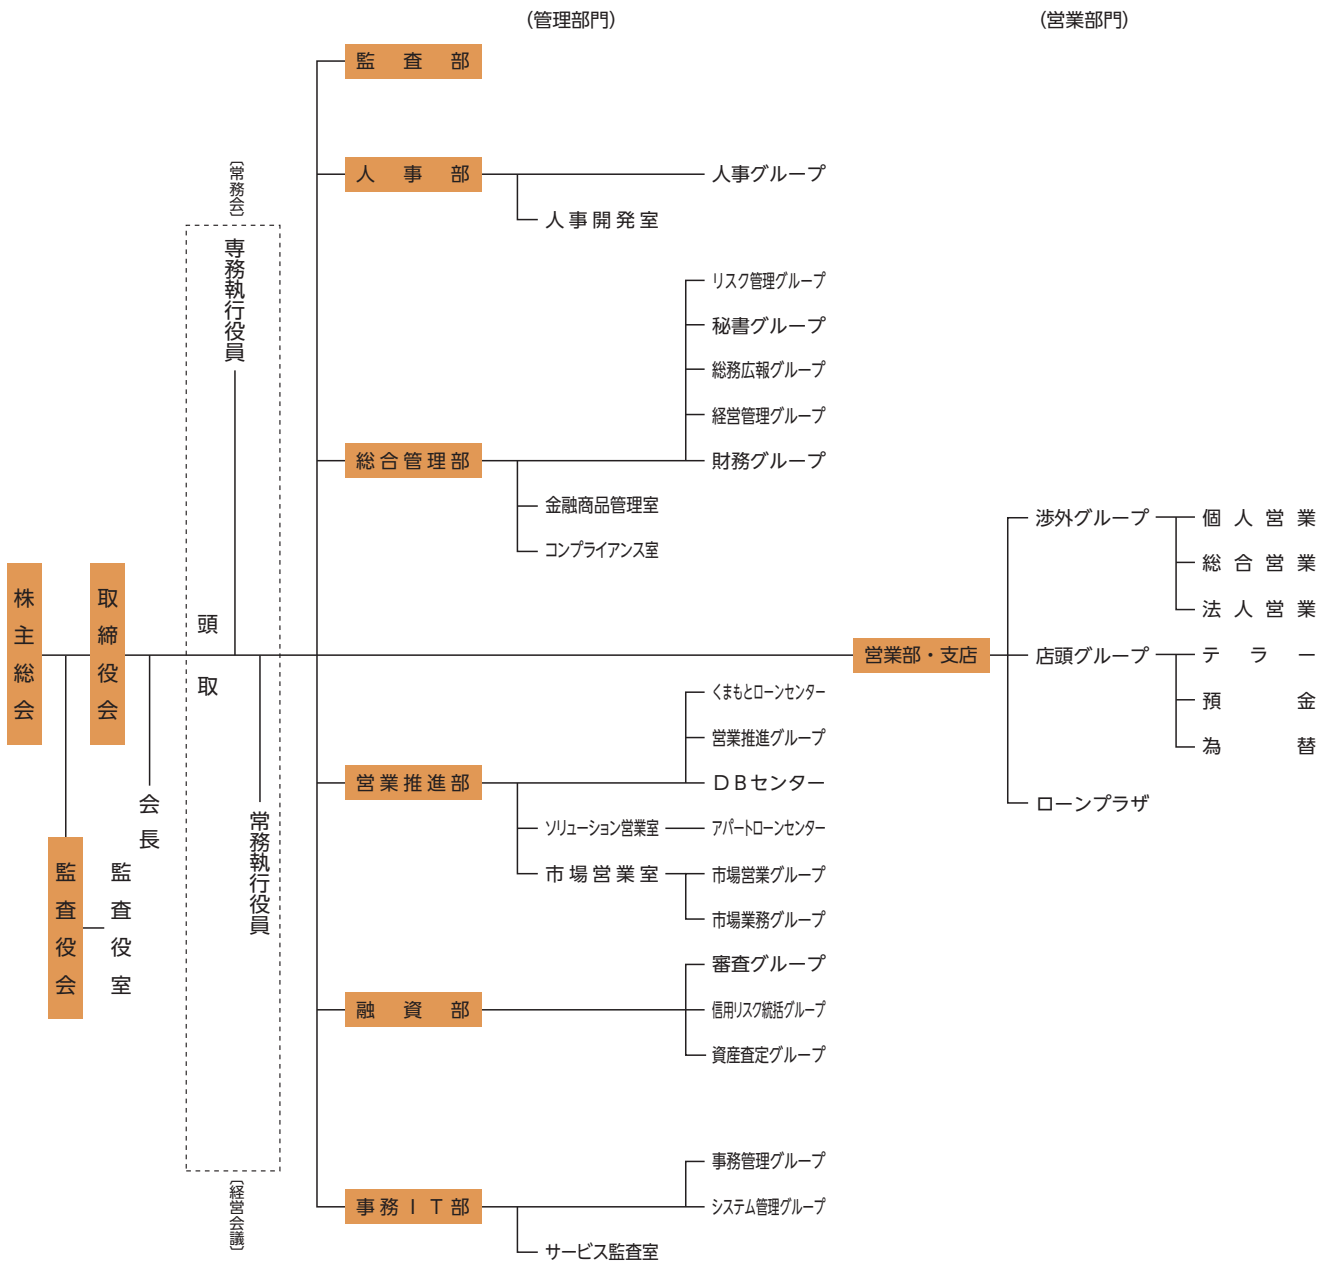 （管理部門）
（営業部門）
監査部
人事部
人事グループ
人事開発室
リスク管理グループ
秘書グループ
総務広報グループ
経営管理グループ
総合管理部
財務グループ
金融商品管理室
コンプライアンス室
株主総会
取締役会
監査役会
監査役室
会長
〔常務会〕
専務執行役員
頭取
常務執行役員
〔経営会議〕
営業部・支店
渉外グループ
個人営業
総合営業
法人営業
店頭グループ
テラー
預金
為替
ローンプラザ
くまもとローンセンター
営業推進グループ
営業推進部
ＤＢセンター
ソリューション営業室
アパートローンセンター
市場営業室
市場営業グループ
市場業務グループ
審査グループ
融資部
信用リスク統括グループ
資産査定グループ
事務管理グループ
事務ＩＴ部
システム管理グループ
サービス監査室